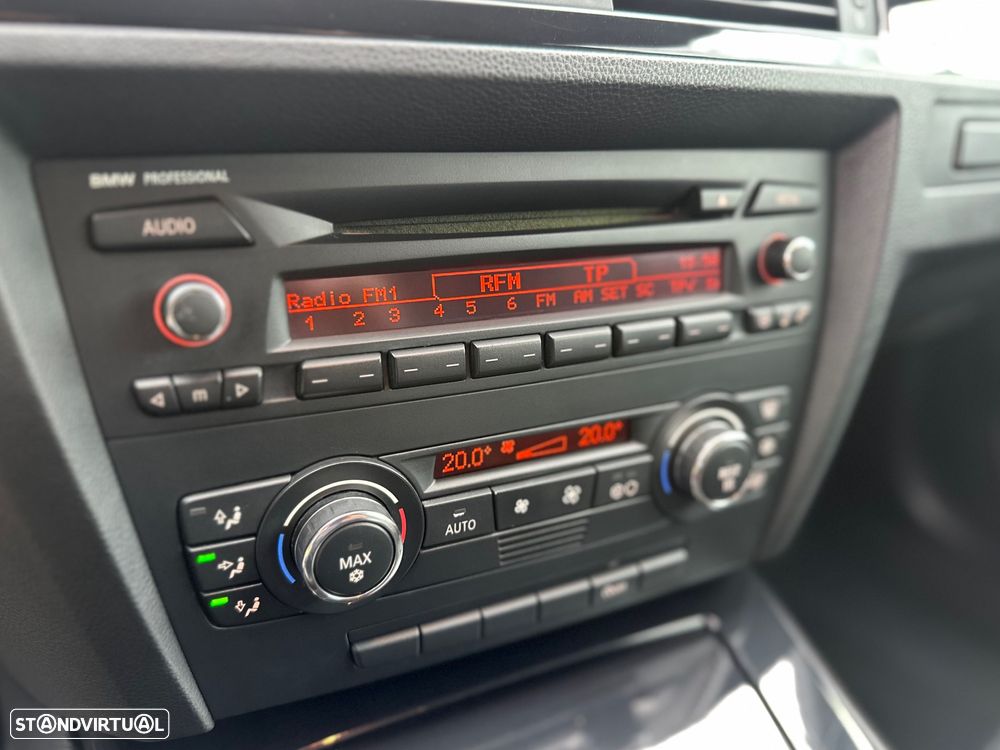 BMW PROFESSIONAL
AUDIO
RFM TP
Radio FM1
1 2 3 4 5 6 FM AM SET SC
m
20.0° 20.0°
AUTO
MAX
MAX
STANDVIRTUAL